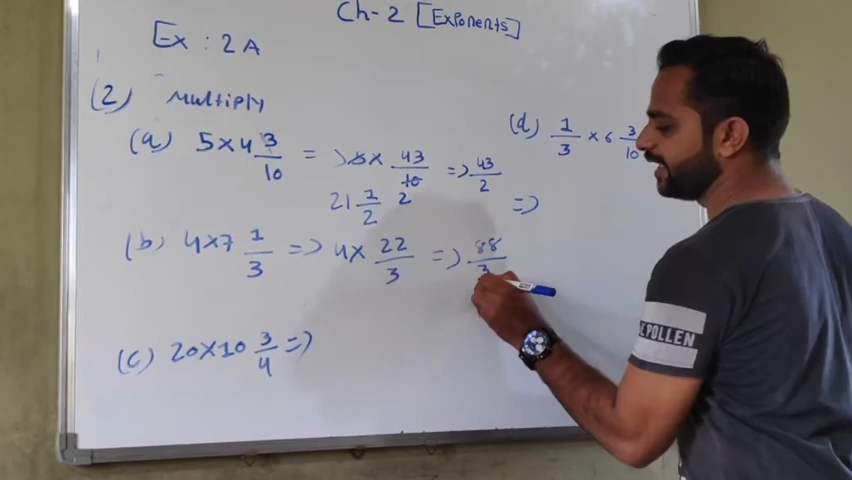 Ch-2 [Exponents]
Ex : 2A
(2) Multiply
(a) 5 x 4 3/10 => 5 x 43/10 2 => 43/2
21 1/2 =>
(b) 4 x 7 1/3 => 4 x 22/3 => 88/3
(c) 20 x 10 3/4 =>
(d) 1/3 x 6 3/10
POLLEN